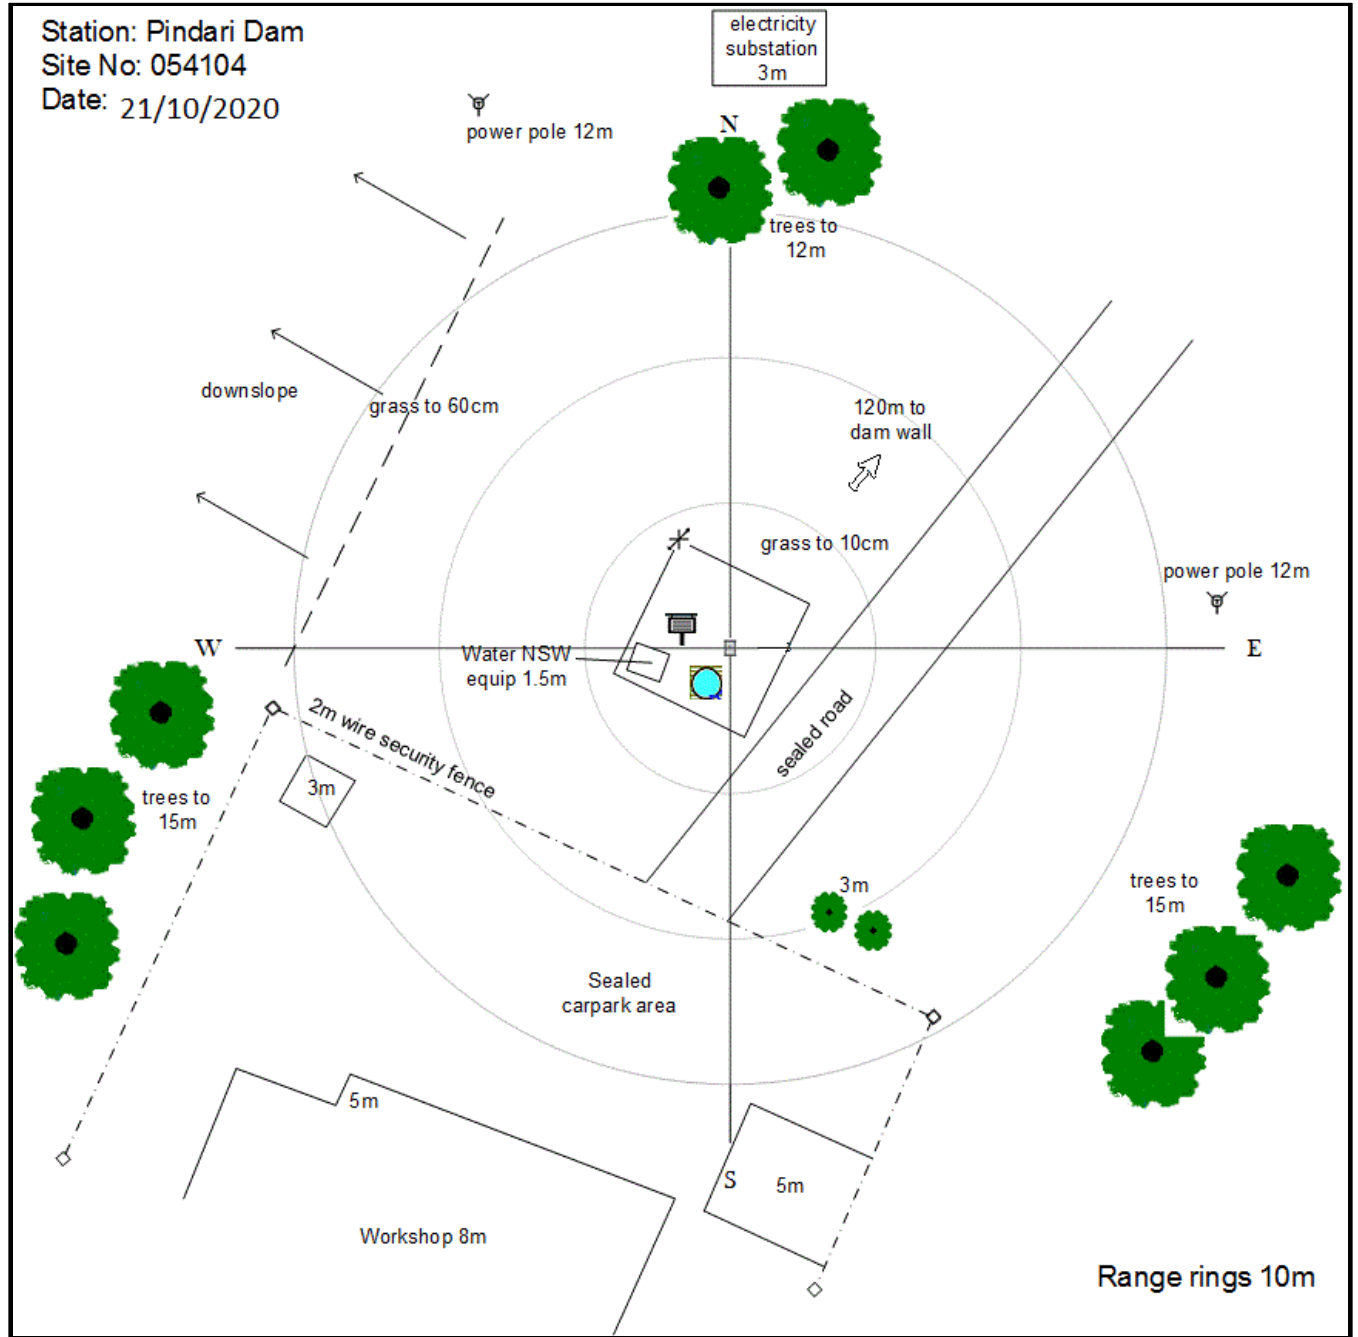 Station: Pindari Dam
Site No: 054104
Date: 21/10/2020
electricity
substation
3m
power pole 12m
N
trees to
12m
downslope
grass to 60cm
120m to
dam wall
grass to 10cm
power pole 12m
W
E
Water NSW
equip 1.5m
2m wire security fence
sealed road
3m
trees to
15m
3m
trees to
15m
Sealed
carpark area
5m
S
5m
Workshop 8m
Range rings 10m